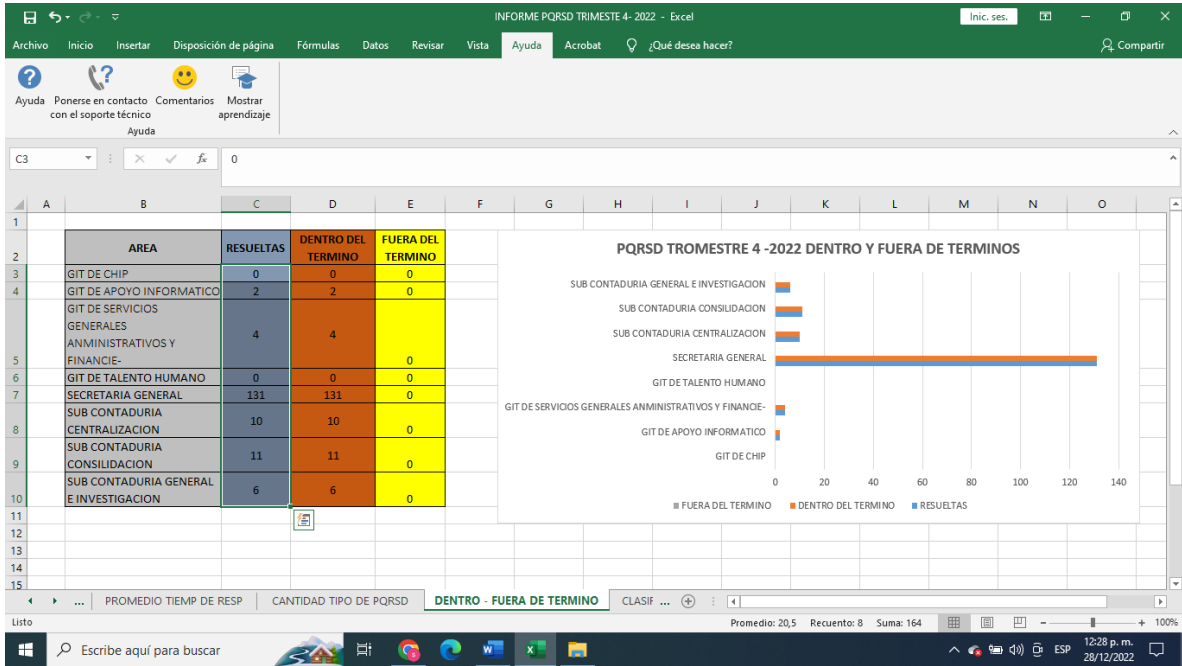 INFORME PQRSD TRIMESTE 4- 2022 - Excel
Inic. ses.
Archivo Inicio Insertar Disposición de página Fórmulas Datos Revisar Vista Ayuda Acrobat ¿Qué desea hacer? Compartir
Ayuda Ponerse en contacto con el soporte técnico Comentarios Mostrar aprendizaje
Ayuda
C3 fx 0
A B C D E F G H I J K L M N O
1
2 AREA RESUELTAS DENTRO DEL TERMINO FUERA DEL TERMINO
3 GIT DE CHIP 0 0 0
4 GIT DE APOYO INFORMATICO 2 2 0
GIT DE SERVICIOS
GENERALES
ANMINISTRATIVOS Y
5 FINANCIE- 4 4 0
6 GIT DE TALENTO HUMANO 0 0 0
7 SECRETARIA GENERAL 131 131 0
SUB CONTADURIA
8 CENTRALIZACION 10 10 0
SUB CONTADURIA
9 CONSILIDACION 11 11 0
SUB CONTADURIA GENERAL
10 E INVESTIGACION 6 6 0
11
12
13
14
15
PQRSD TROMESTRE 4 -2022 DENTRO Y FUERA DE TERMINOS
SUB CONTADURIA GENERAL E INVESTIGACION
SUB CONTADURIA CONSILIDACION
SUB CONTADURIA CENTRALIZACION
SECRETARIA GENERAL
GIT DE TALENTO HUMANO
GIT DE SERVICIOS GENERALES ANMINISTRATIVOS Y FINANCIE-
GIT DE APOYO INFORMATICO
GIT DE CHIP
0 20 40 60 80 100 120 140
FUERA DEL TERMINO DENTRO DEL TERMINO RESUELTAS
... PROMEDIO TIEMP DE RESP CANTIDAD TIPO DE PQRSD DENTRO - FUERA DE TERMINO CLASIF ...
Listo Promedio: 20,5 Recuento: 8 Suma: 164 100%
Escribe aquí para buscar ESP 12:28 p. m.
28/12/2022